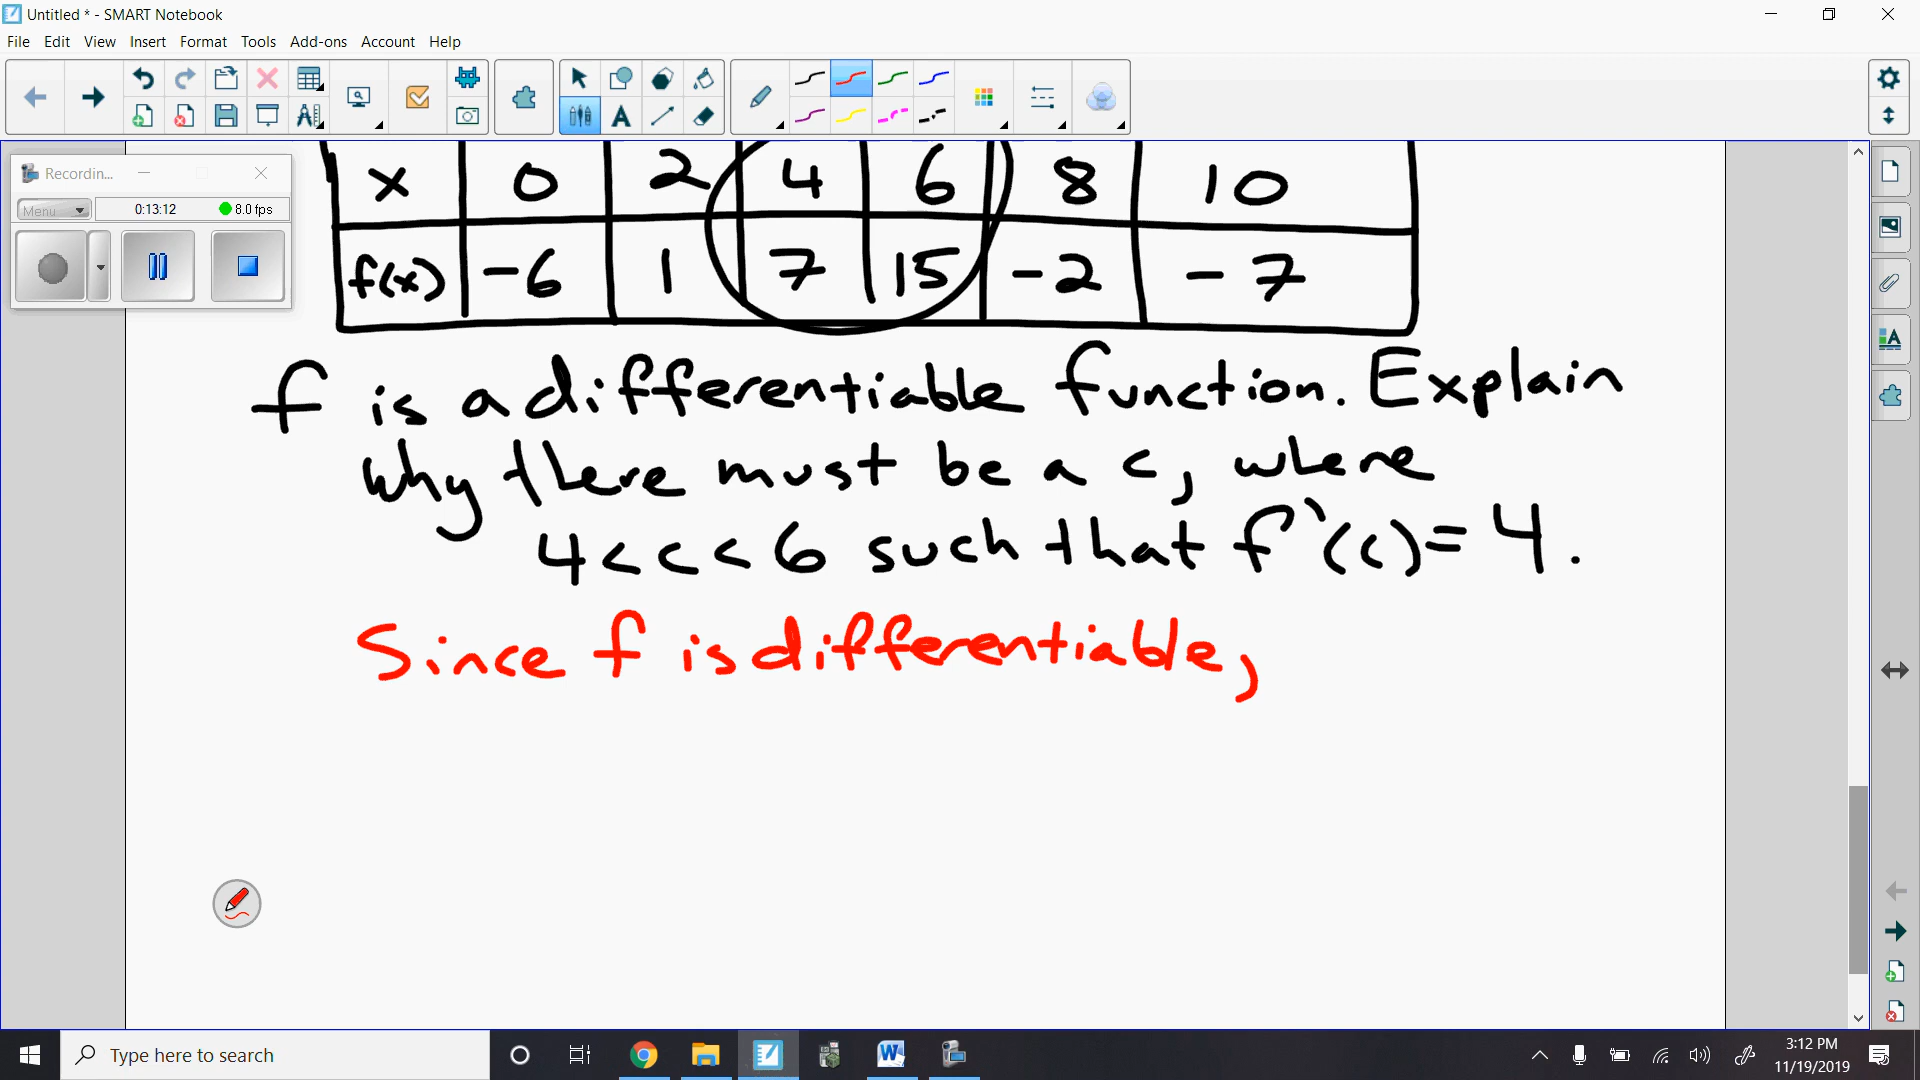 Untitled * - SMART Notebook
File Edit View Insert Format Tools Add-ons Account Help
Recordin...
Menu 0:13:12 8.0 fps
x 0 2 4 6 8 10
f(x) -6 1 7 15 -2 -7
f is a differentiable function. Explain
why there must be a c, where
4<c<6 such that f'(c)=4.
Since f is differentiable,
Type here to search
3:12 PM
11/19/2019